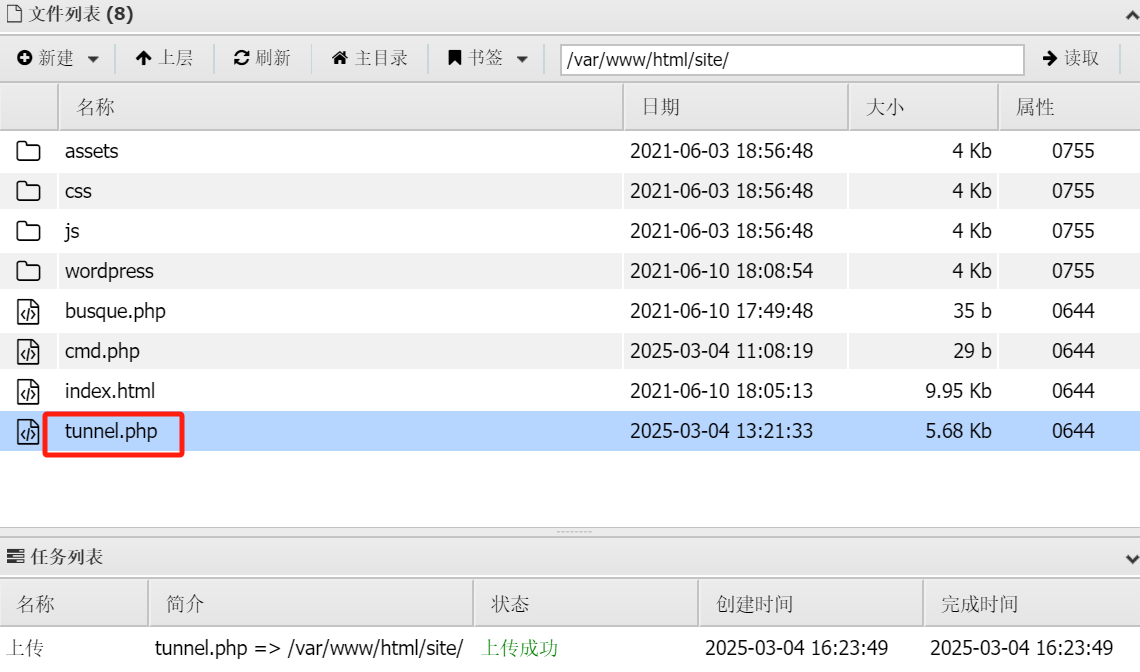 文件列表 (8)
新建 上层 刷新 主目录 书签 /var/www/html/site/ 读取
名称 日期 大小 属性
assets 2021-06-03 18:56:48 4 Kb 0755
css 2021-06-03 18:56:48 4 Kb 0755
js 2021-06-03 18:56:48 4 Kb 0755
wordpress 2021-06-10 18:08:54 4 Kb 0755
busque.php 2021-06-10 17:49:48 35 b 0644
cmd.php 2025-03-04 11:08:19 29 b 0644
index.html 2021-06-10 18:05:13 9.95 Kb 0644
tunnel.php 2025-03-04 13:21:33 5.68 Kb 0644
任务列表
名称 简介 状态 创建时间 完成时间
上传 tunnel.php => /var/www/html/site/ 上传成功 2025-03-04 16:23:49 2025-03-04 16:23:49